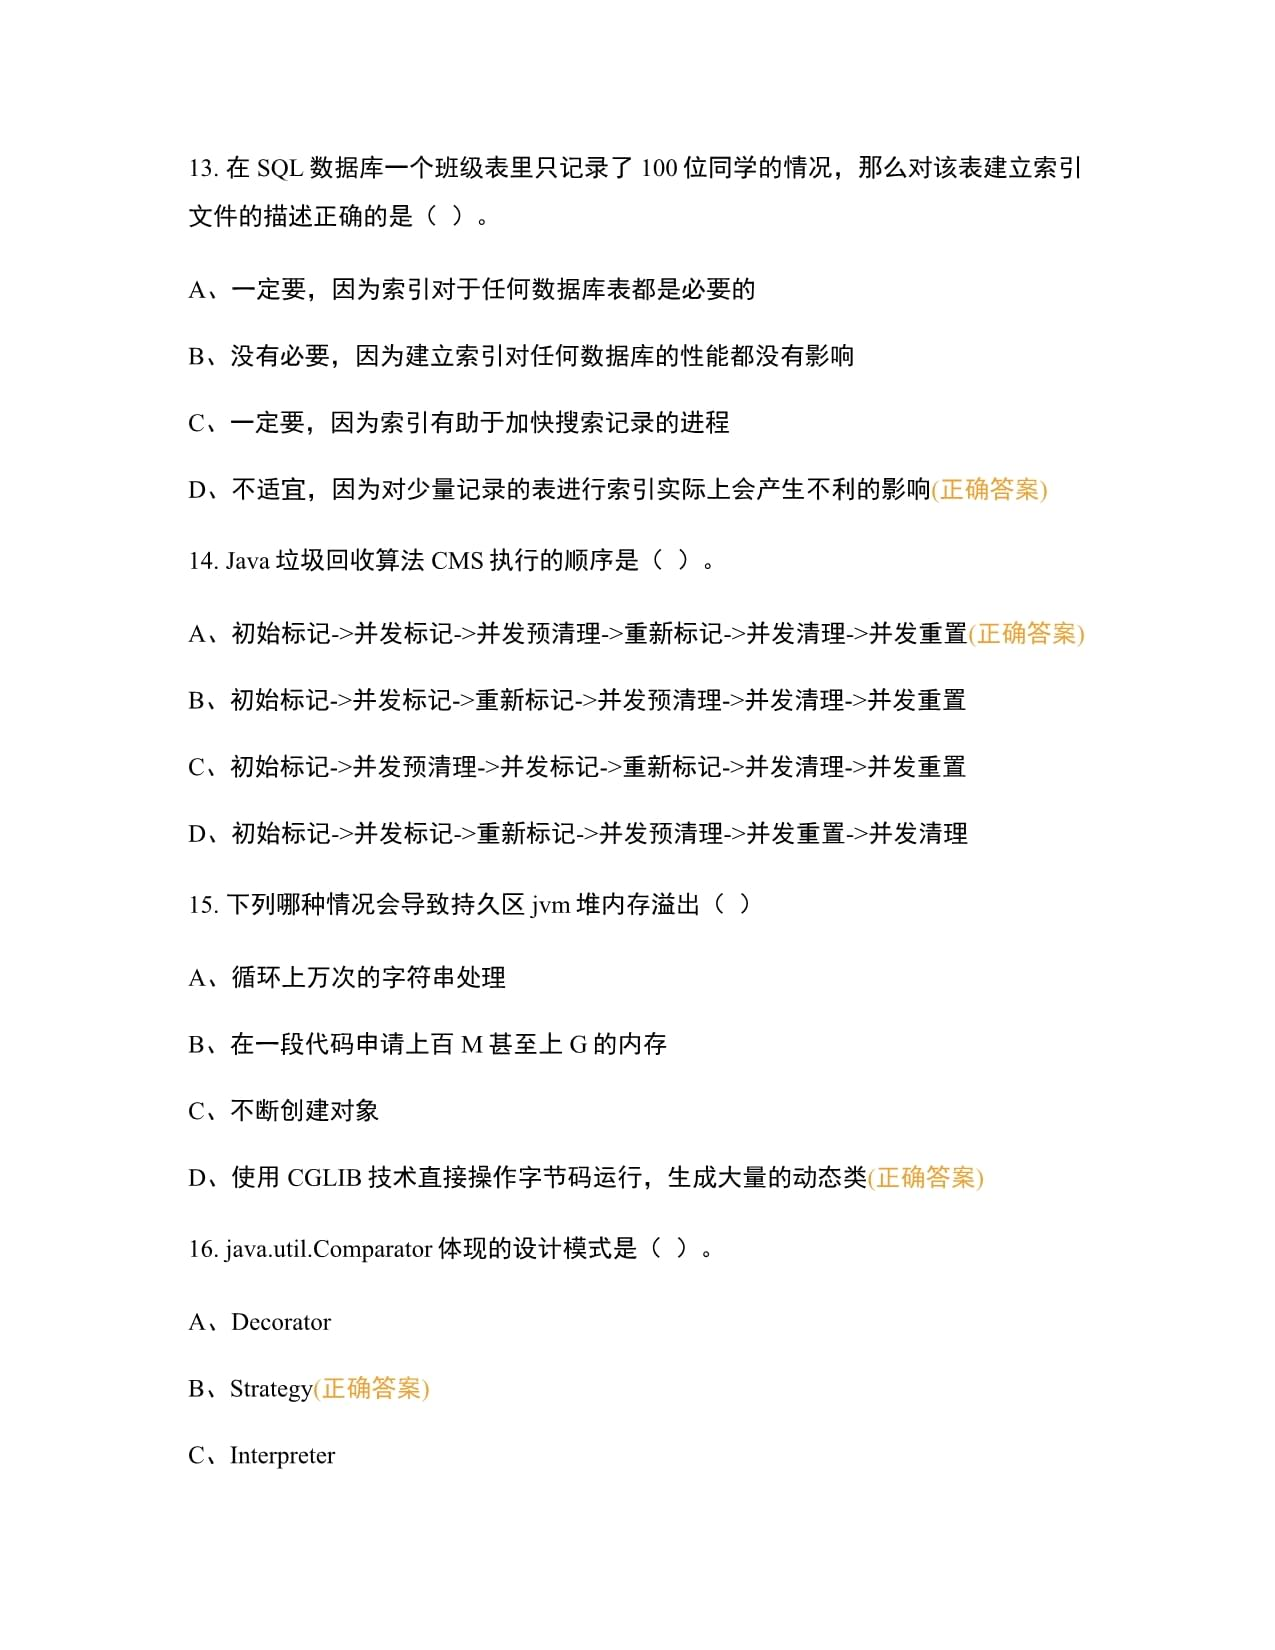 13. 在 SQL 数据库一个班级表里只记录了 100 位同学的情况，那么对该表建立索引
文件的描述正确的是（ ）。
A、一定要，因为索引对于任何数据库表都是必要的
B、没有必要，因为建立索引对任何数据库的性能都没有影响
C、一定要，因为索引有助于加快搜索记录的进程
D、不适宜，因为对少量记录的表进行索引实际上会产生不利的影响(正确答案)
14. Java 垃圾回收算法 CMS 执行的顺序是（ ）。
A、初始标记->并发标记->并发预清理->重新标记->并发清理->并发重置(正确答案)
B、初始标记->并发标记->重新标记->并发预清理->并发清理->并发重置
C、初始标记->并发预清理->并发标记->重新标记->并发清理->并发重置
D、初始标记->并发标记->重新标记->并发预清理->并发重置->并发清理
15. 下列哪种情况会导致持久区 jvm 堆内存溢出（ ）
A、循环上万次的字符串处理
B、在一段代码申请上百 M 甚至上 G 的内存
C、不断创建对象
D、使用 CGLIB 技术直接操作字节码运行，生成大量的动态类(正确答案)
16. java.util.Comparator 体现的设计模式是（ ）。
A、Decorator
B、Strategy(正确答案)
C、Interpreter